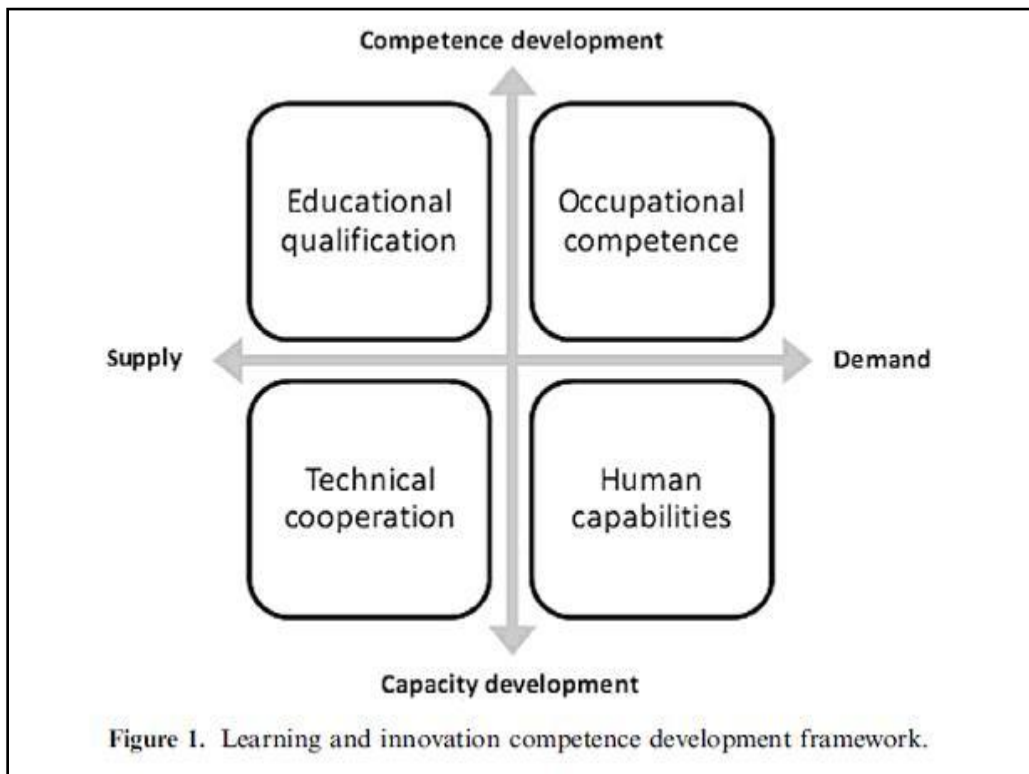 Competence development
Educational
qualification
Occupational
competence
Supply
Demand
Technical
cooperation
Human
capabilities
Capacity development
Figure 1. Learning and innovation competence development framework.